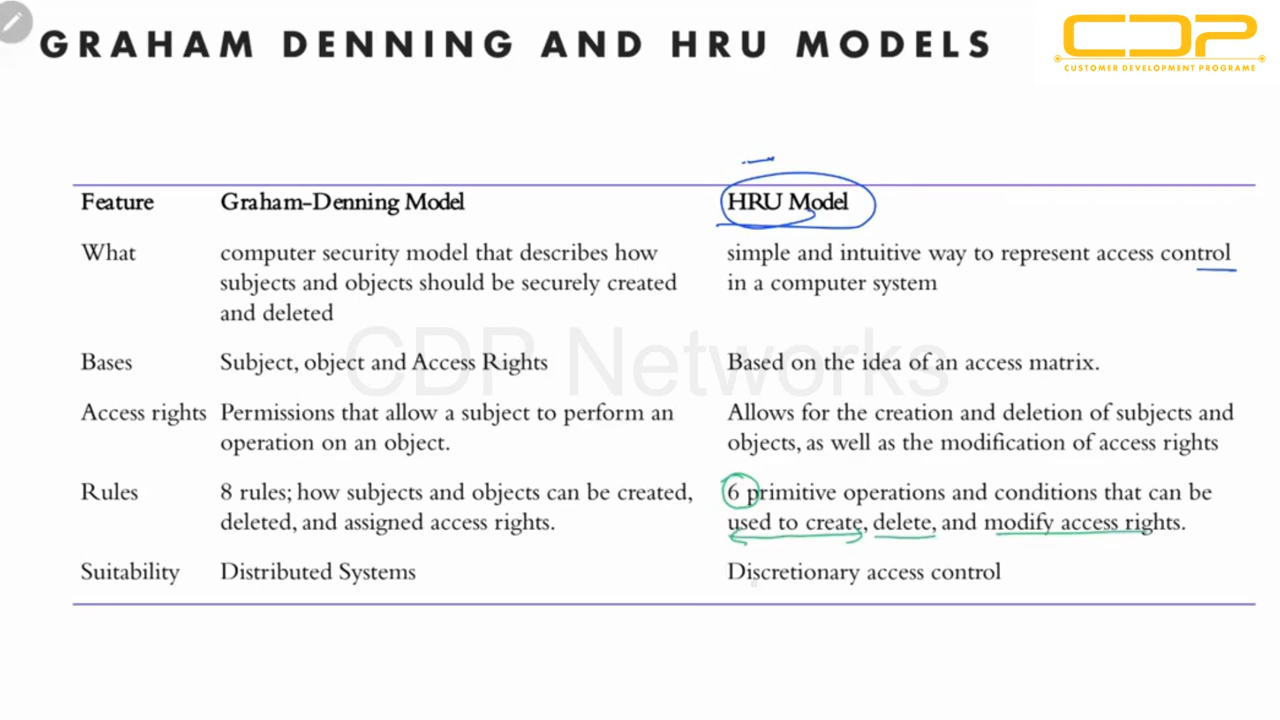 GRAHAM DENNING AND HRU MODELS
CDP
CUSTOMER DEVELOPMENT PROGRAME
Feature Graham-Denning Model HRU Model
What computer security model that describes how simple and intuitive way to represent access control
subjects and objects should be securely created in a computer system
and deleted
CDP Networks
Bases Subject, object and Access Rights Based on the idea of an access matrix.
Access rights Permissions that allow a subject to perform an Allows for the creation and deletion of subjects and
operation on an object. objects, as well as the modification of access rights
Rules 8 rules; how subjects and objects can be created, 6 primitive operations and conditions that can be
deleted, and assigned access rights. used to create, delete, and modify access rights.
Suitability Distributed Systems Discretionary access control